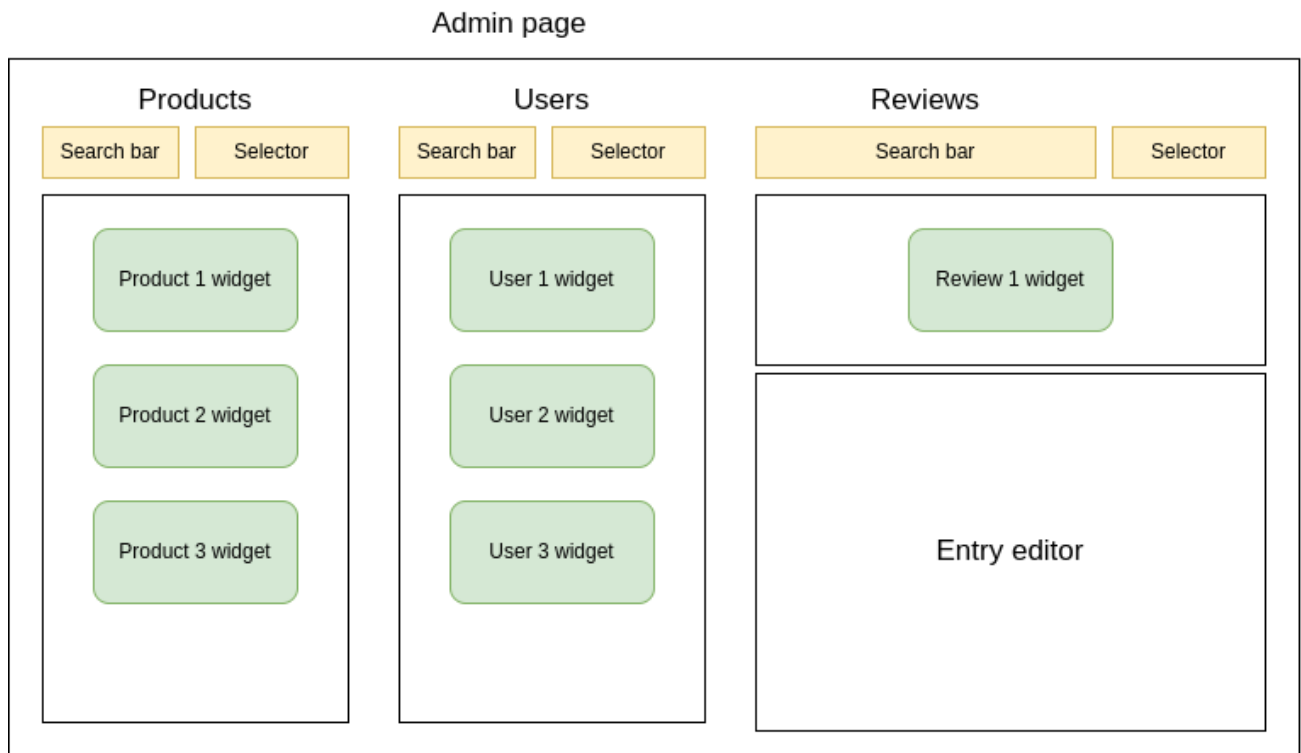 Admin page
Products
Users
Reviews
Search bar
Selector
Search bar
Selector
Search bar
Selector
Product 1 widget
Product 2 widget
Product 3 widget
User 1 widget
User 2 widget
User 3 widget
Review 1 widget
Entry editor